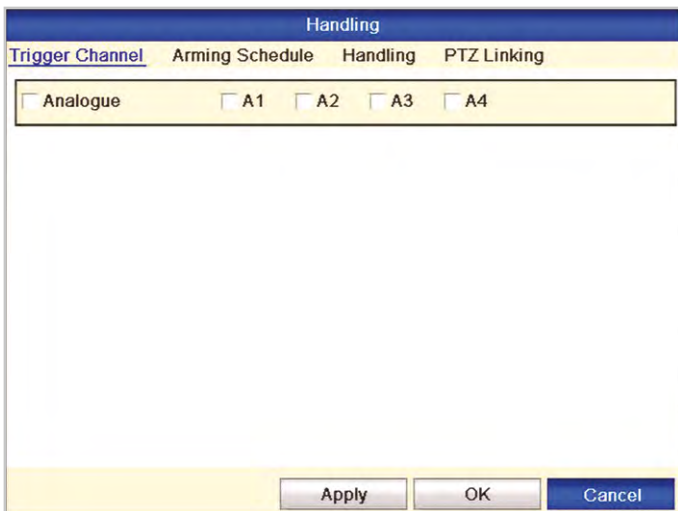 Handling
Trigger Channel Arming Schedule Handling PTZ Linking
Analogue A1 A2 A3 A4
Apply OK Cancel